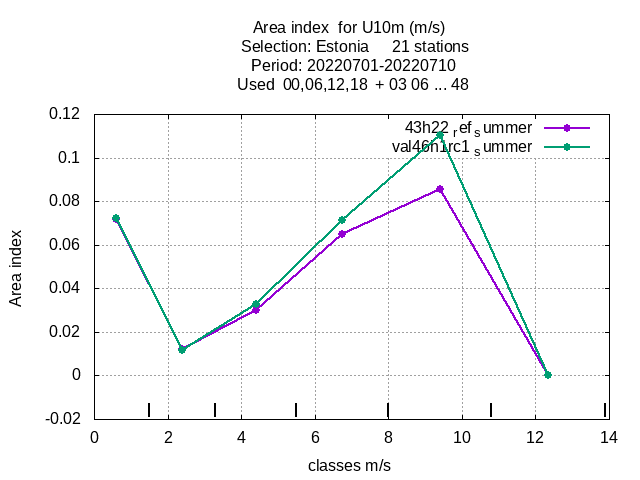 Area index for U10m (m/s)
Selection: Estonia 21 stations
Period: 20220701-20220710
Used 00,06,12,18 + 03 06 ... 48
43h22 ref summer
val46h1rc1 summer
0.12
0.1
0.08
0.06
0.04
0.02
0
-0.02
Area index
0 2 4 6 8 10 12 14
classes m/s